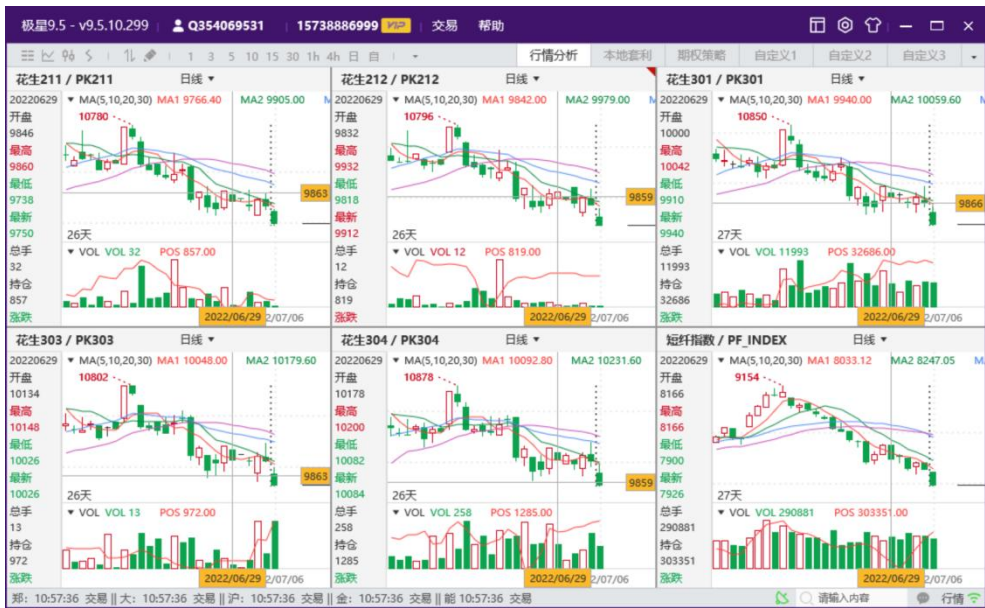 极星9.5 - v9.5.10.299 Q354069531 15738886999 VIP 交易 帮助
1 3 5 10 15 30 1h 4h 日 自 行情分析 本地套利 期权策略 自定义1 自定义2 自定义3
花生211 / PK211 日线
20220629 MA(5,10,20,30) MA1 9766.40 MA2 9905.00
开盘
9846
最高
9860
最低
9738
最新
9750
10780
9863
26天
总手
32
持仓
857
涨跌
VOL VOL 32 POS 857.00
2022/06/29 2/07/06
花生212 / PK212 日线
20220629 MA(5,10,20,30) MA1 9842.00 MA2 9979.00
开盘
9832
最高
9932
最低
9818
最新
9912
10796
9859
26天
总手
12
持仓
819
涨跌
VOL VOL 12 POS 819.00
2022/06/29 2/07/06
花生301 / PK301 日线
20220629 MA(5,10,20,30) MA1 9940.00 MA2 10059.60
开盘
10000
最高
10042
最低
9910
最新
9940
10850
9866
27天
总手
11993
持仓
32686
涨跌
VOL VOL 11993 POS 32686.00
2022/06/29 2/07/06
花生303 / PK303 日线
20220629 MA(5,10,20,30) MA1 10048.00 MA2 10179.60
开盘
10134
最高
10148
最低
10026
最新
10026
10802
9863
26天
总手
13
持仓
972
涨跌
VOL VOL 13 POS 972.00
2022/06/29 2/07/06
花生304 / PK304 日线
20220629 MA(5,10,20,30) MA1 10092.80 MA2 10231.60
开盘
10178
最高
10200
最低
10082
最新
10084
10878
9859
26天
总手
258
持仓
1285
涨跌
VOL VOL 258 POS 1285.00
2022/06/29 2/07/06
短纤指数 / PF_INDEX 日线
20220629 MA(5,10,20,30) MA1 8033.12 MA2 8247.05
开盘
8166
最高
8166
最低
7900
最新
7926
9154
27天
总手
290881
持仓
303351
涨跌
VOL VOL 290881 POS 303351.00
2022/06/29 2/07/06
郑: 10:57:36 交易 || 大: 10:57:36 交易 || 沪: 10:57:36 交易 || 金: 10:57:36 交易 || 能 10:57:36 交易 请输入内容 行情